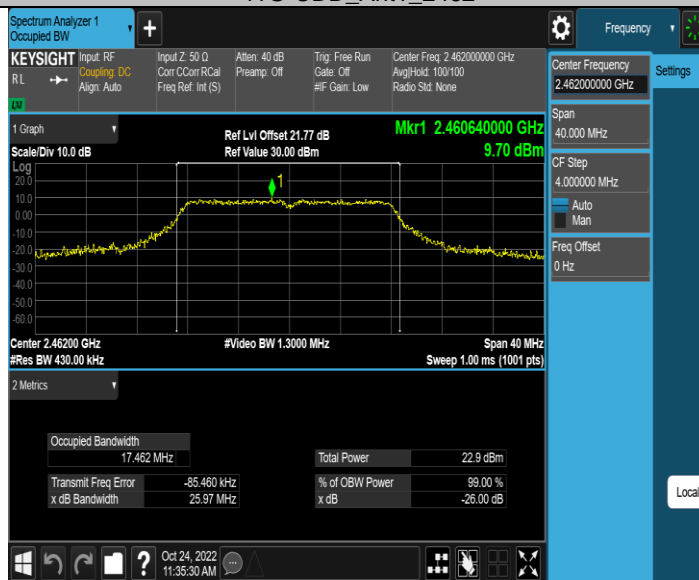 Spectrum Analyzer 1
Occupied BW
+
Frequency
KEYSIGHT
RL
LXI
Input: RF
Coupling: DC
Align: Auto
Input Z: 50 Ω
Corr CCorr RCal
Freq Ref: Int (S)
Atten: 40 dB
Preamp: Off
Trig: Free Run
Gate: Off
#IF Gain: Low
Center Freq: 2.462000000 GHz
Avg|Hold: 100/100
Radio Std: None
Center Frequency
2.462000000 GHz
Settings
Span
40.000 MHz
CF Step
4.000000 MHz
Auto
Man
Freq Offset
0 Hz
Local
1 Graph
Scale/Div 10.0 dB
Ref Lvl Offset 21.77 dB
Ref Value 30.00 dBm
Mkr1 2.460640000 GHz
9.70 dBm
Log
20.0
10.0
0.00
-10.0
-20.0
-30.0
-40.0
-50.0
-60.0
1
Center 2.46200 GHz
#Res BW 430.00 kHz
#Video BW 1.3000 MHz
Span 40 MHz
Sweep 1.00 ms (1001 pts)
2 Metrics
Occupied Bandwidth
17.462 MHz
Total Power 22.9 dBm
Transmit Freq Error -85.460 kHz
% of OBW Power 99.00 %
x dB Bandwidth 25.97 MHz
x dB -26.00 dB
?
Oct 24, 2022
11:35:30 AM